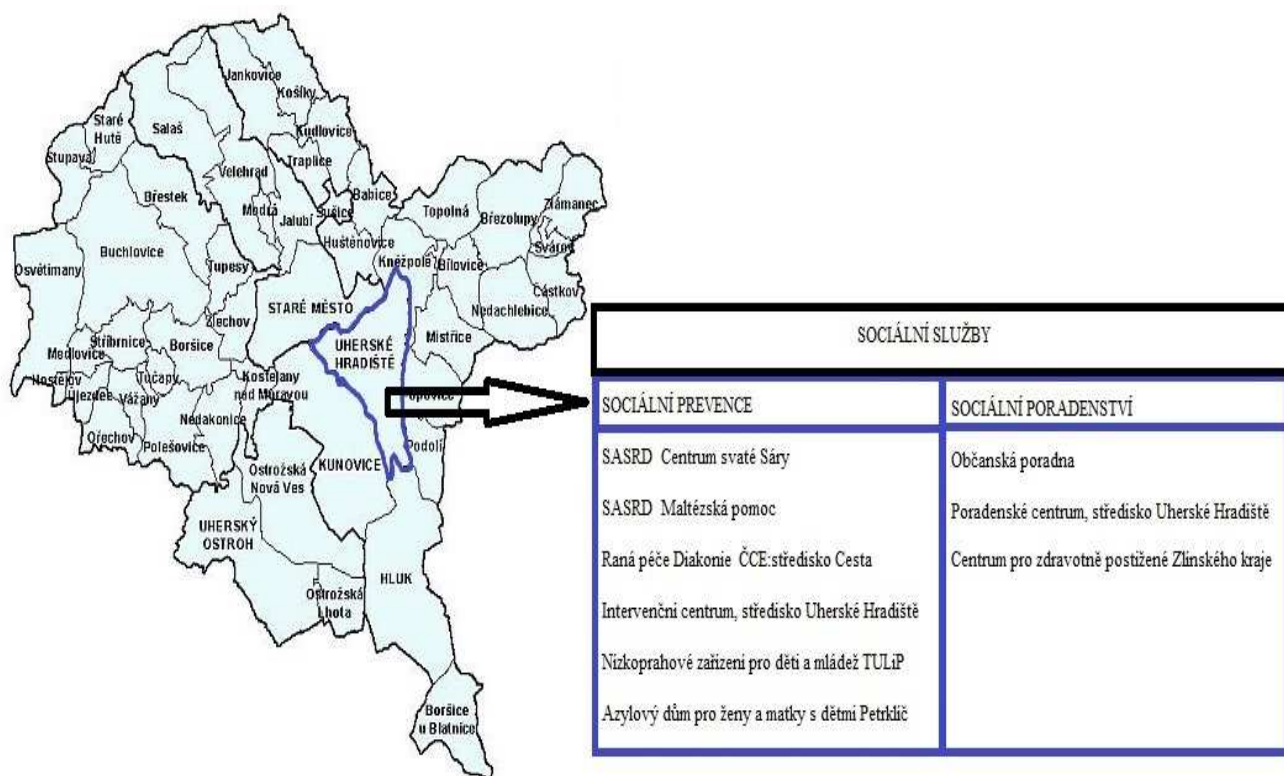 Jankovice
Košíky
Staré
Hutě
Salaš
Kudlovice
Stupava
Traplice
Velehrad
Břestek
Babice
Modrá
Jalubí
Sušice
Topolná
Březolupy
Zlámanec
Huštěnovice
Svárov
Buchlovice
Kněžpole
Bílovice
Osvětimany
Tupesy
Částkov
Nedachlebice
STARÉ MĚSTO
Zlechov
UHERSKÉ
HRADIŠTĚ
Mistřice
Stříbrnice
Boršice
Medlovice
Tučapy
Hostějov
Újezdec
Vážany
Kostelany
nad Moravou
Nedakonice
Ořechov
Polešovice
Podolí
KUNOVICE
Ostrožská
Nová Ves
UHERSKÝ
OSTROH
HLUK
Ostrožská
Lhota
Boršice
u Blatnice
SOCIÁLNÍ SLUŽBY
SOCIÁLNÍ PREVENCE
SOCIÁLNÍ PORADENSTVÍ
SASRD Centrum svaté Sáry
Občanská poradna
SASRD Maltézská pomoc
Poradenské centrum, středisko Uherské Hradiště
Raná péče Diakonie ČCE:středisko Cesta
Centrum pro zdravotně postižené Zlínského kraje
Intervenční centrum, středisko Uherské Hradiště
Nízkoprahové zařízení pro děti a mládež TULiP
Azylový dům pro ženy a matky s dětmi Petrklíč